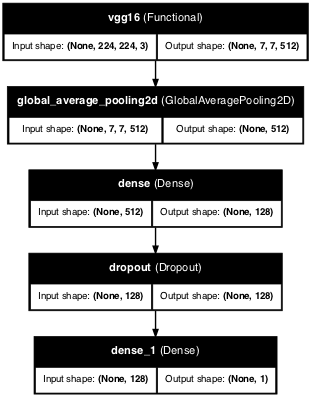 vgg16 (Functional)
Input shape: (None, 224, 224, 3) Output shape: (None, 7, 7, 512)
global_average_pooling2d (GlobalAveragePooling2D)
Input shape: (None, 7, 7, 512) Output shape: (None, 512)
dense (Dense)
Input shape: (None, 512) Output shape: (None, 128)
dropout (Dropout)
Input shape: (None, 128) Output shape: (None, 128)
dense_1 (Dense)
Input shape: (None, 128) Output shape: (None, 1)